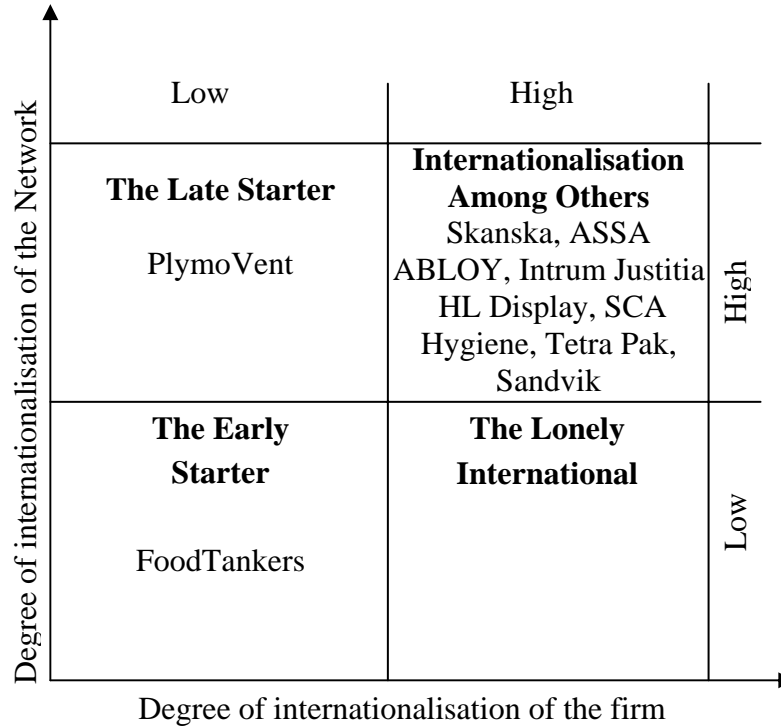 Degree of internationalisation of the Network
Low
High
The Late Starter
PlymoVent
Internationalisation
Among Others
Skanska, ASSA
ABLOY, Intrum Justitia
HL Display, SCA
Hygiene, Tetra Pak,
Sandvik
High
The Early
Starter
FoodTankers
The Lonely
International
Low
Degree of internationalisation of the firm